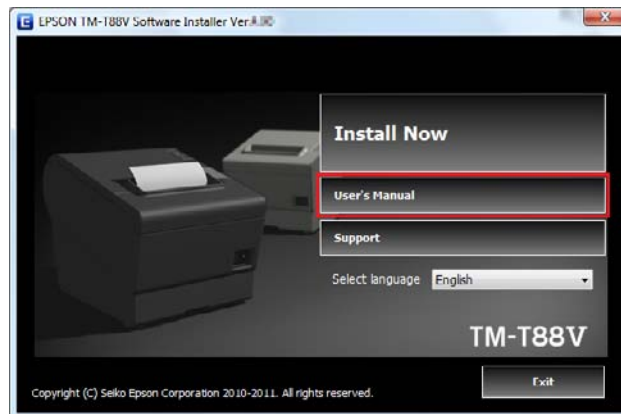 EPSON TM-T88V Software Installer Ver.
Install Now
User's Manual
Support
Select language English
TM-T88V
Exit
Copyright (C) Seiko Epson Corporation 2010-2011. All rights reserved.